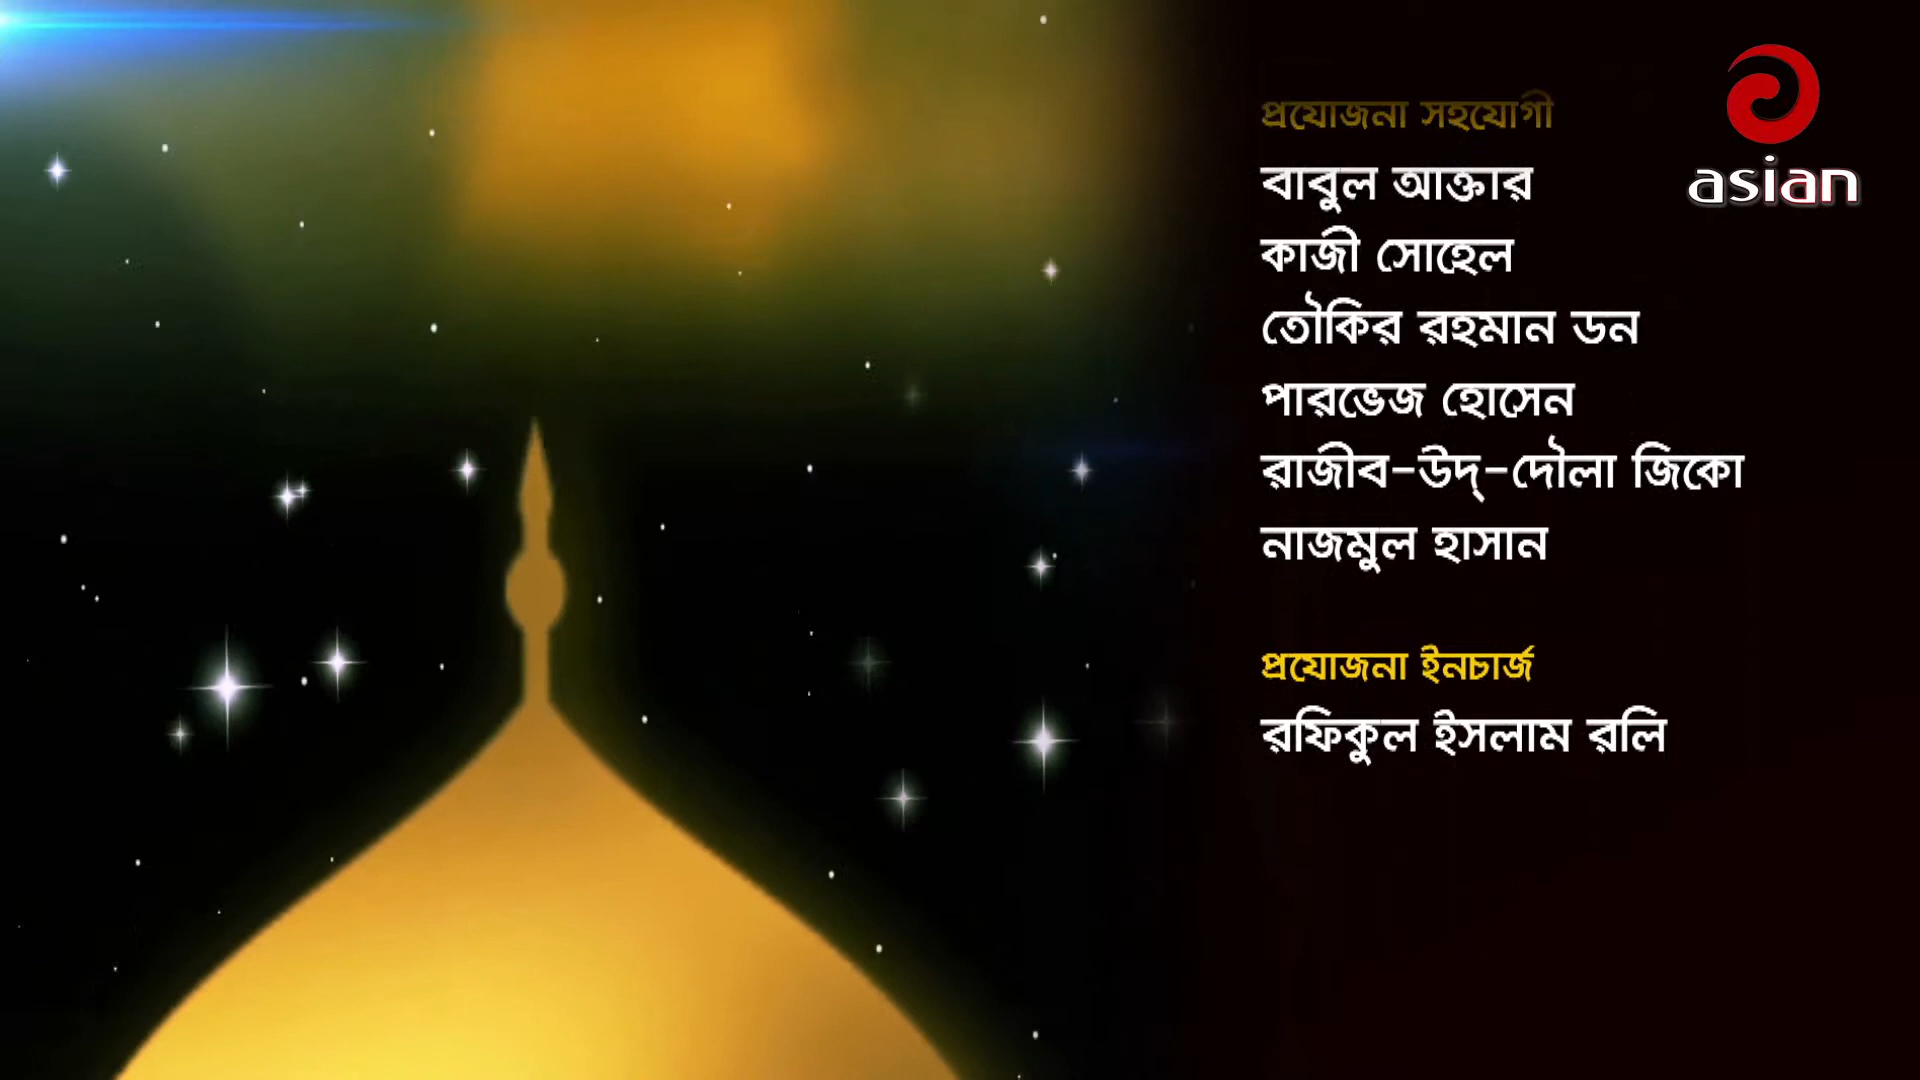 প্রযোজনা সহযোগী
বাবুল আক্তার
কাজী সোহেল
তৌকির রহমান ডন
পারভেজ হোসেন
রাজীব-উদ্-দৌলা জিকো
নাজমুল হাসান
প্রযোজনা ইনচার্জ
রফিকুল ইসলাম রলি
asian